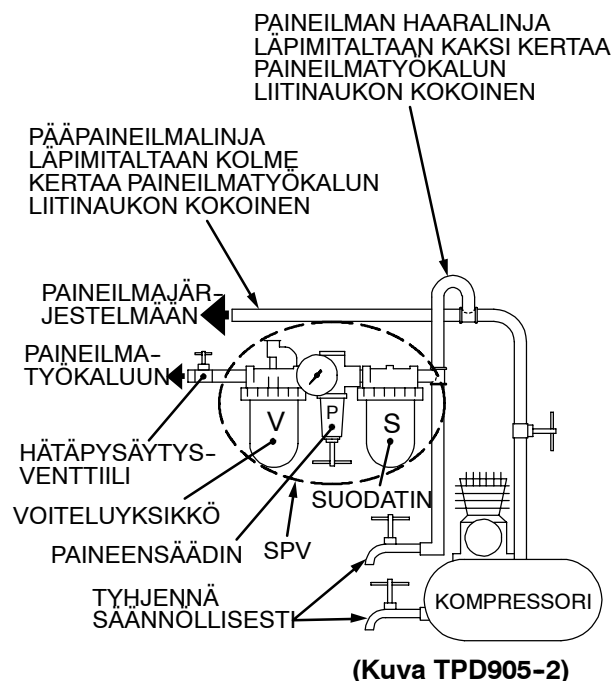 PAINEILMAN HAARALINJA
LÄPIMITALTAAN KAKSI KERTAA
PAINEILMATYÖKALUN
LIITINAUKON KOKOINEN
PÄÄPAINEILMALINJA
LÄPIMITALTAAN KOLME
KERTAA PAINEILMATYÖKALUN
LIITINAUKON KOKOINEN
PAINEILMAJÄR-
JESTELMÄÄN
PAINEILMA-
TYÖKALUUN
V
P
S
HÄTÄPYSÄYTYS-
VENTTIILI
SUODATIN
VOITELUYKSIKKÖ
PAINEENSÄÄDIN
SPV
TYHJENNÄ
SÄÄNNÖLLISESTI
KOMPRESSORI
(Kuva TPD905-2)